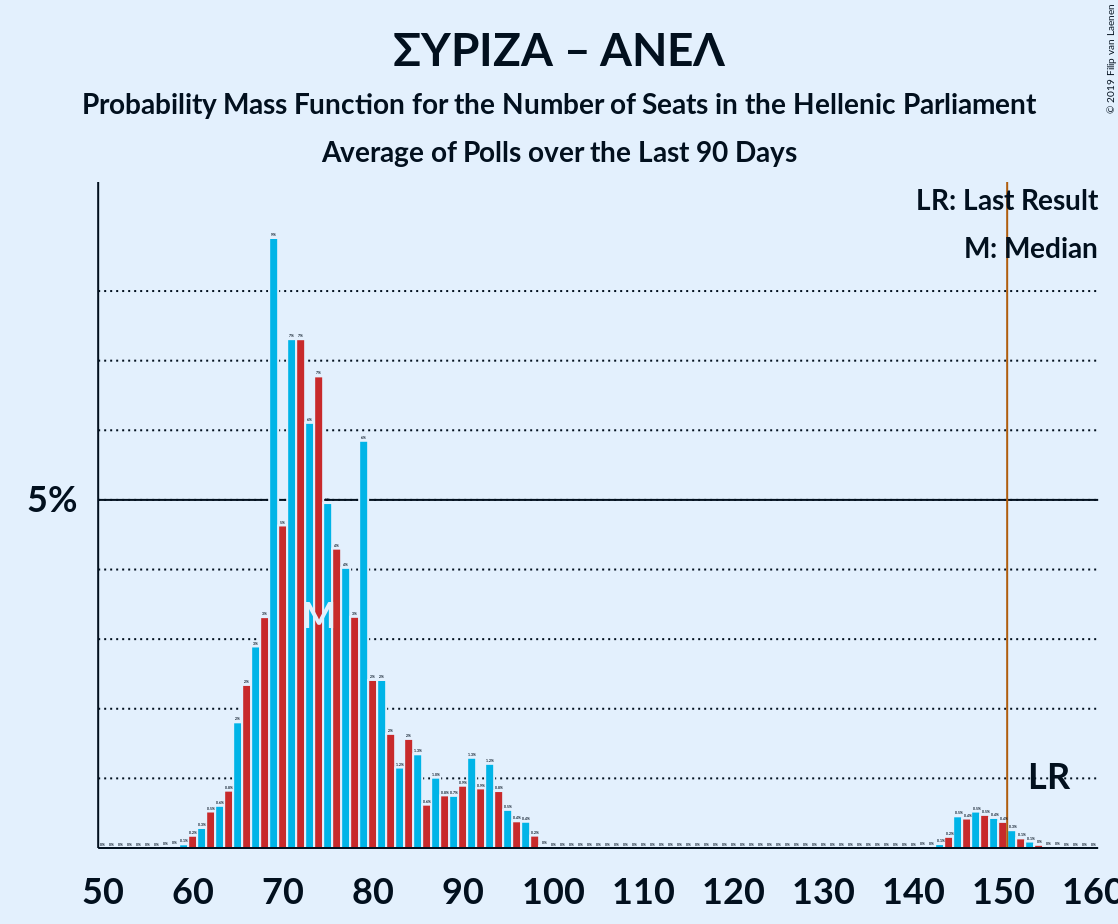 ΣΥΡΙΖΑ – ΑΝΕΛ
Probability Mass Function for the Number of Seats in the Hellenic Parliament
Average of Polls over the Last 90 Days
© 2019 Filip van Laenen
LR: Last Result
M: Median
5%
M
LR
50 60 70 80 90 100 110 120 130 140 150 160